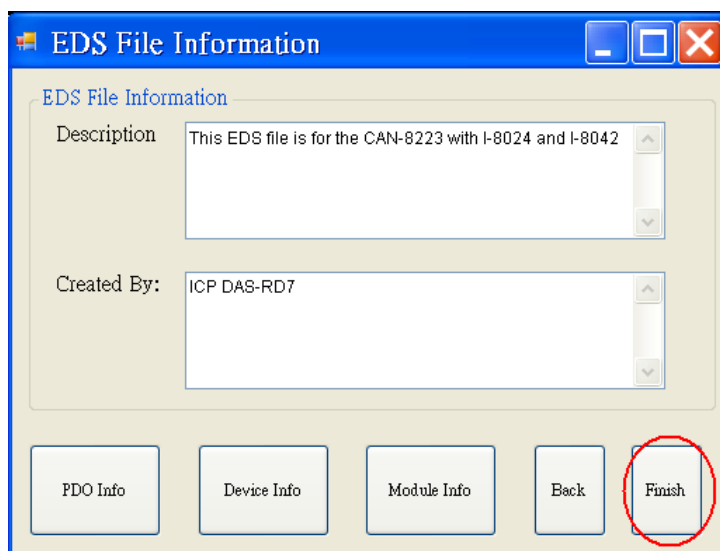 EDS File Information
EDS File Information
Description
This EDS file is for the CAN-8223 with I-8024 and I-8042
Created By:
ICP DAS-RD7
PDO Info
Device Info
Module Info
Back
Finish